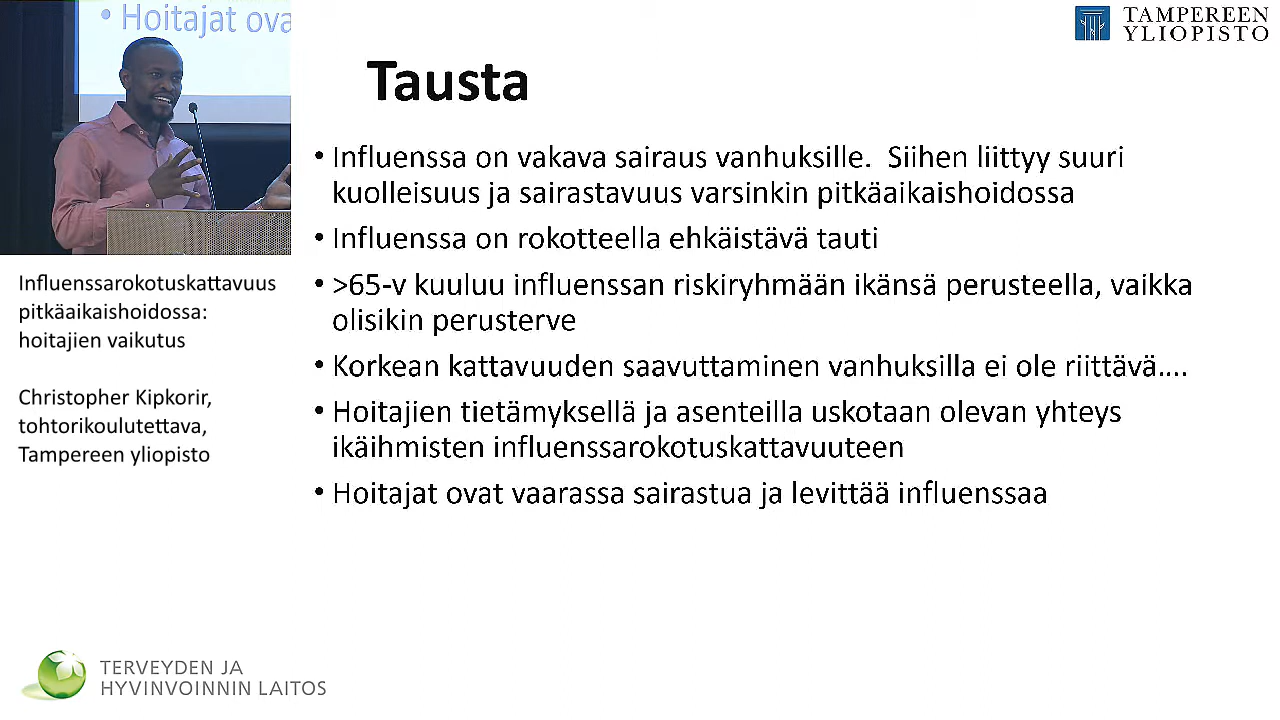 • Hoitajat ova
TAMPEREEN
YLIOPISTO
Tausta
• Influenssa on vakava sairaus vanhuksille. Siihen liittyy suuri
kuolleisuus ja sairastavuus varsinkin pitkäaikaishoidossa
• Influenssa on rokotteella ehkäistävä tauti
• >65-v kuuluu influenssan riskiryhmään ikänsä perusteella, vaikka
olisikin perusterve
• Korkean kattavuuden saavuttaminen vanhuksilla ei ole riittävä....
• Hoitajien tietämyksellä ja asenteilla uskotaan olevan yhteys
ikäihmisten influenssarokotuskattavuuteen
• Hoitajat ovat vaarassa sairastua ja levittää influenssaa
Influenssarokotuskattavuus
pitkäaikaishoidossa:
hoitajien vaikutus
Christopher Kipkorir,
tohtorikoulutettava,
Tampereen yliopisto
TERVEYDEN JA
HYVINVOINNIN LAITOS